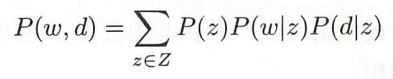 P(w, d) = ∑_{z∈Z} P(z)P(w|z)P(d|z)